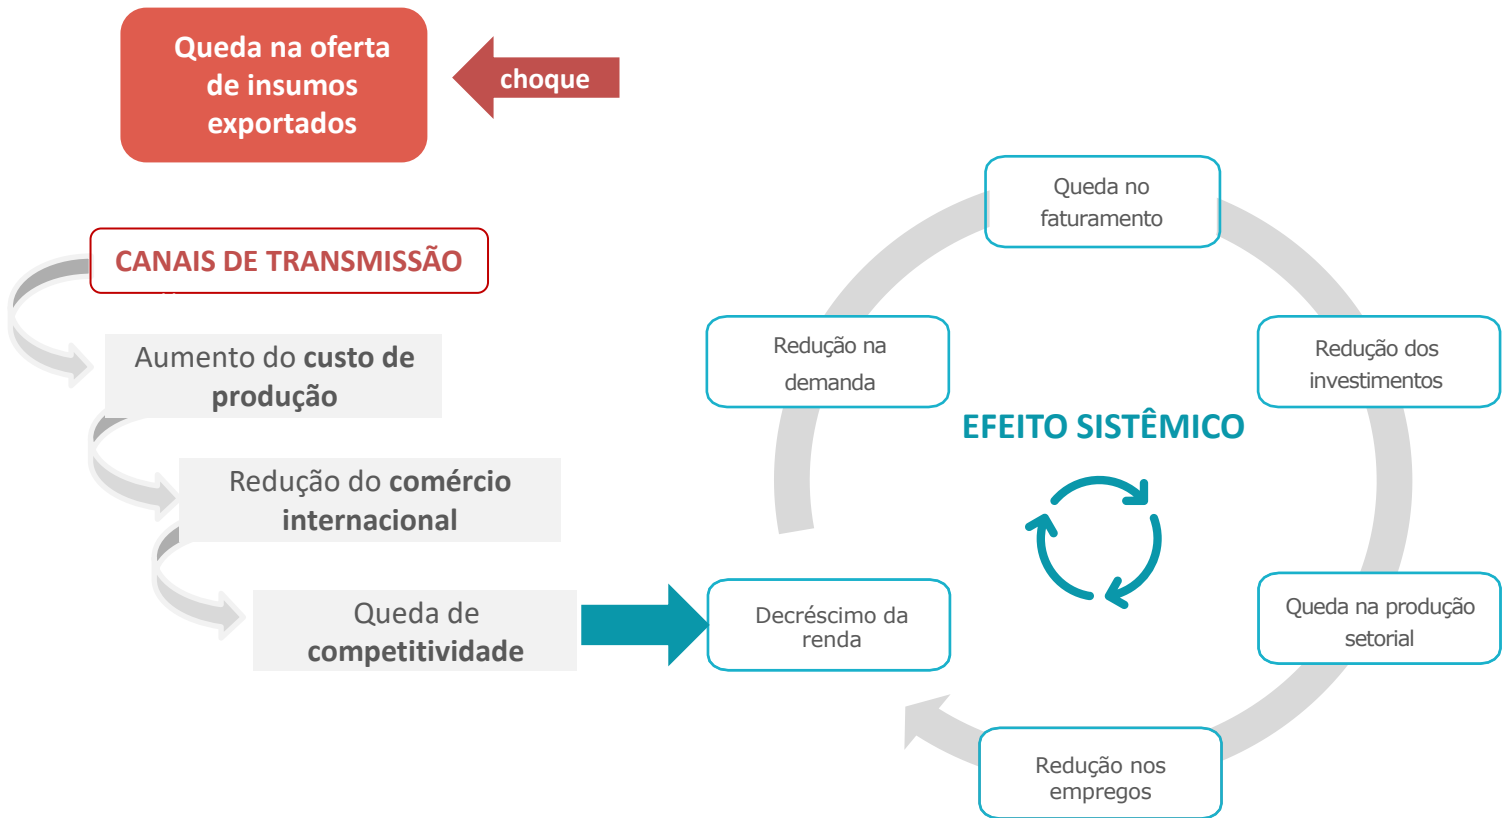 Queda na oferta
de insumos
exportados
choque
CANAIS DE TRANSMISSÃO
Aumento do custo de
produção
Redução do comércio
internacional
Queda de
competitividade
Queda no
faturamento
Redução dos
investimentos
Queda na produção
setorial
Redução nos
empregos
Decréscimo da
renda
Redução na
demanda
EFEITO SISTÊMICO